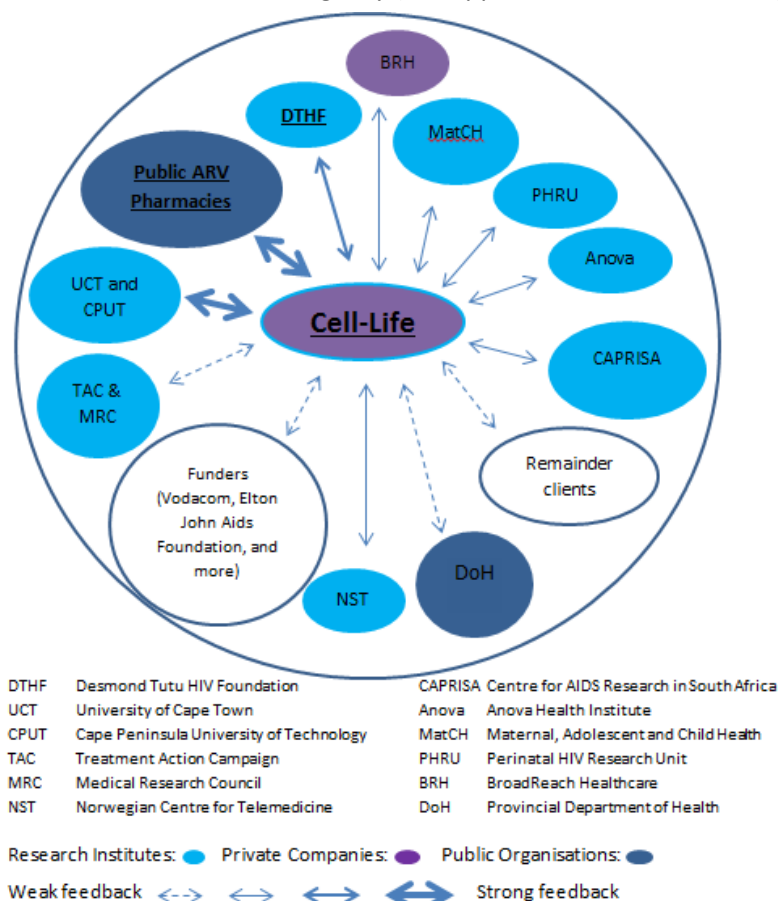 BRH
DTHF
MatCH
Public ARV
Pharmacies
PHRU
Anova
UCT and
CPUT
Cell-Life
CAPRISA
TAC &
MRC
Funders
(Vodacom, Elton
John Aids
Foundation, and
more)
Remainder
clients
NST
DoH
DTHF Desmond Tutu HIV Foundation
UCT University of Cape Town
CPUT Cape Peninsula University of Technology
TAC Treatment Action Campaign
MRC Medical Research Council
NST Norwegian Centre for Telemedicine
CAPRISA Centre for AIDS Research in South Africa
Anova Anova Health Institute
MatCH Maternal, Adolescent and Child Health
PHRU Perinatal HIV Research Unit
BRH BroadReach Healthcare
DoH Provincial Department of Health
Research Institutes: Private Companies: Public Organisations:
Weak feedback Strong feedback